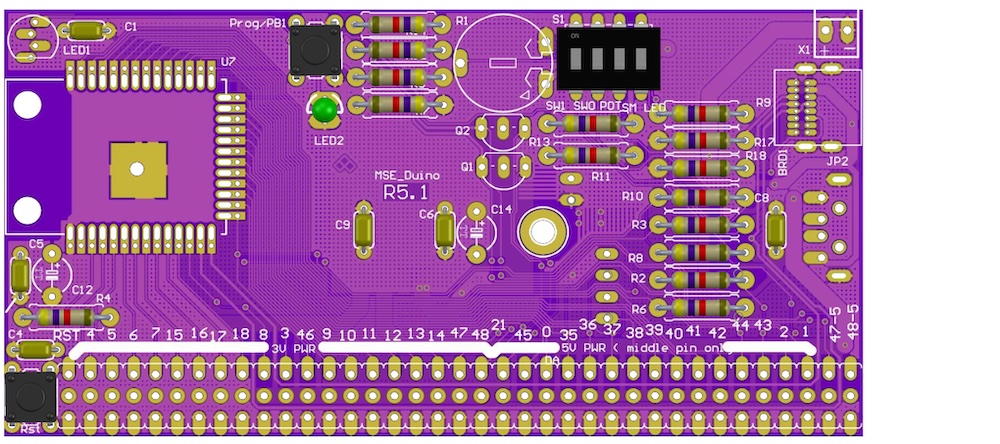 Prog/PB1
R1
S1
C1
LED1
ON
X1
+ −
U7
LED2
SW1 SWO POT SM LED
R9
Q2
R13
R17
Q1
R18
BRD1
JP2
MSE_Duino
R5.1
R11
R10
C8
C9
C6
C14
R3
C5
R8
C12
R2
R4
R6
C4
RST 4 5 6 7 15 16 17 18 8 3 46 9 10 11 12 13 14 47 48 21 45 0 35 36 37 38 39 40 41 42 44 43 2 1 47-5 48-5
3V PWR
5V PWR ( middle pin only
Rst